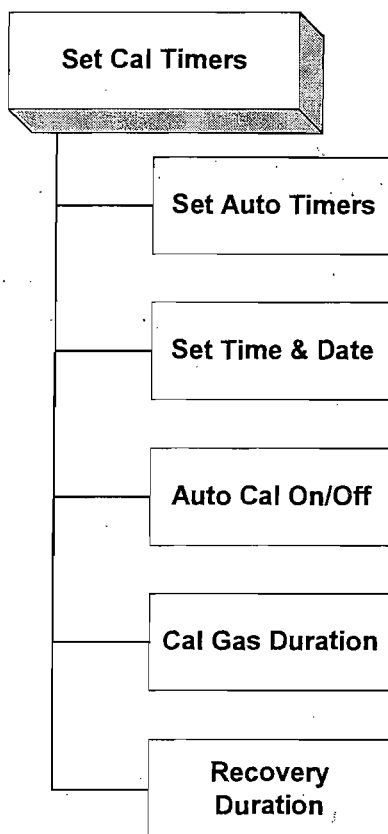 Set Cal Timers
Set Auto Timers
Set Time & Date
Auto Cal On/Off
Cal Gas Duration
Recovery
Duration